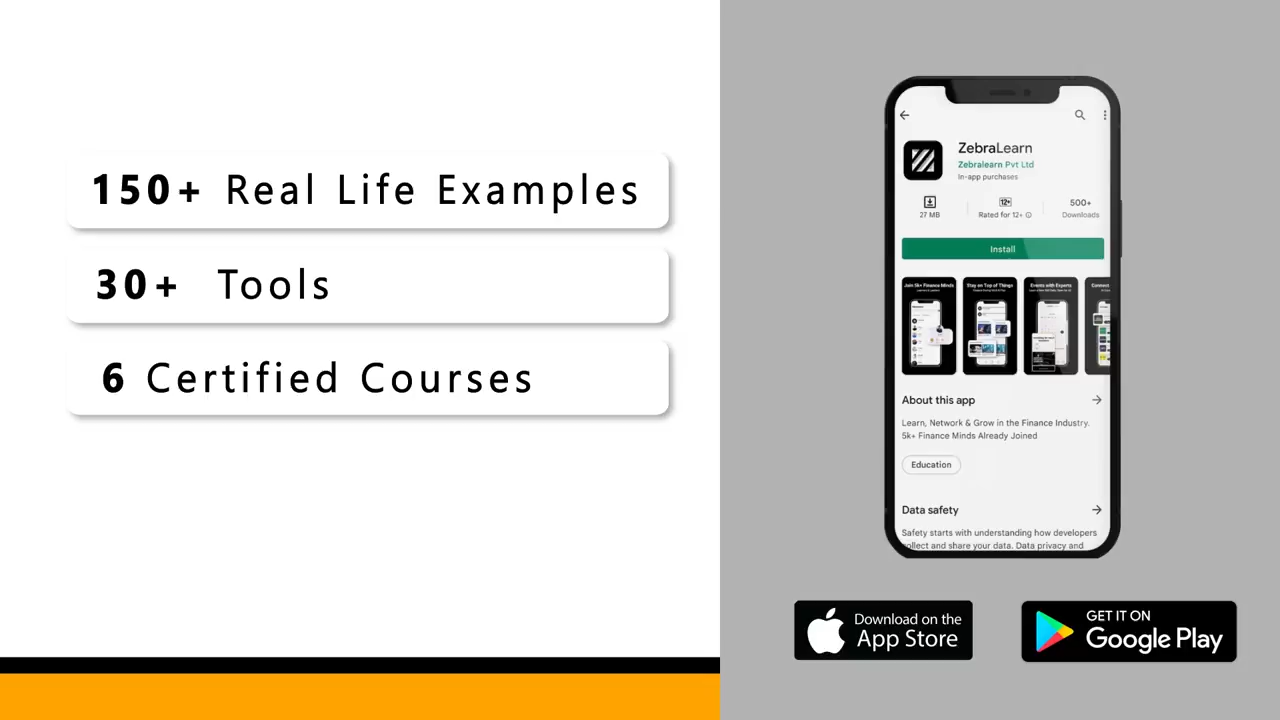 150+ Real Life Examples
30+ Tools
6 Certified Courses
ZebraLearn
Zebralearn Pvt Ltd
In-app purchases
12+
500+
27 MB
Rated for 12+
Downloads
Install
Join 5k+ Finance Minds
Stay on Top of Things
Events with Experts
Connect
About this app
Learn, Network & Grow in the Finance Industry.
5k+ Finance Minds Already Joined
Education
Data safety
Safety starts with understanding how developers
collect and share your data. Data privacy and
Download on the
App Store
GET IT ON
Google Play